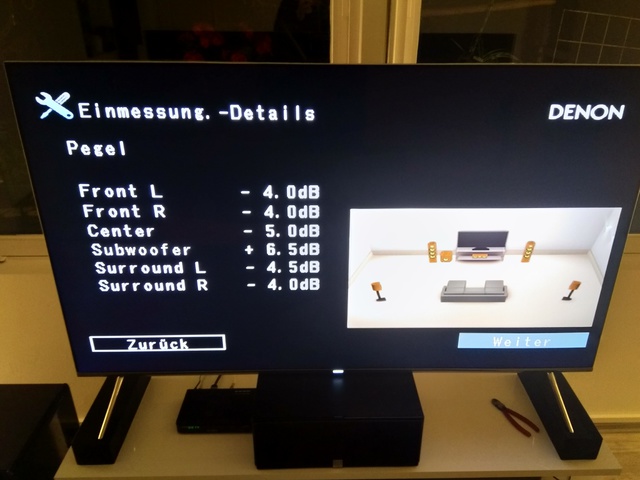 Einmessung.-Details
DENON
Pegel
Front L - 4.0dB
Front R - 4.0dB
Center - 5.0dB
Subwoofer + 6.5dB
Surround L - 4.5dB
Surround R - 4.0dB
Zurück
Weiter